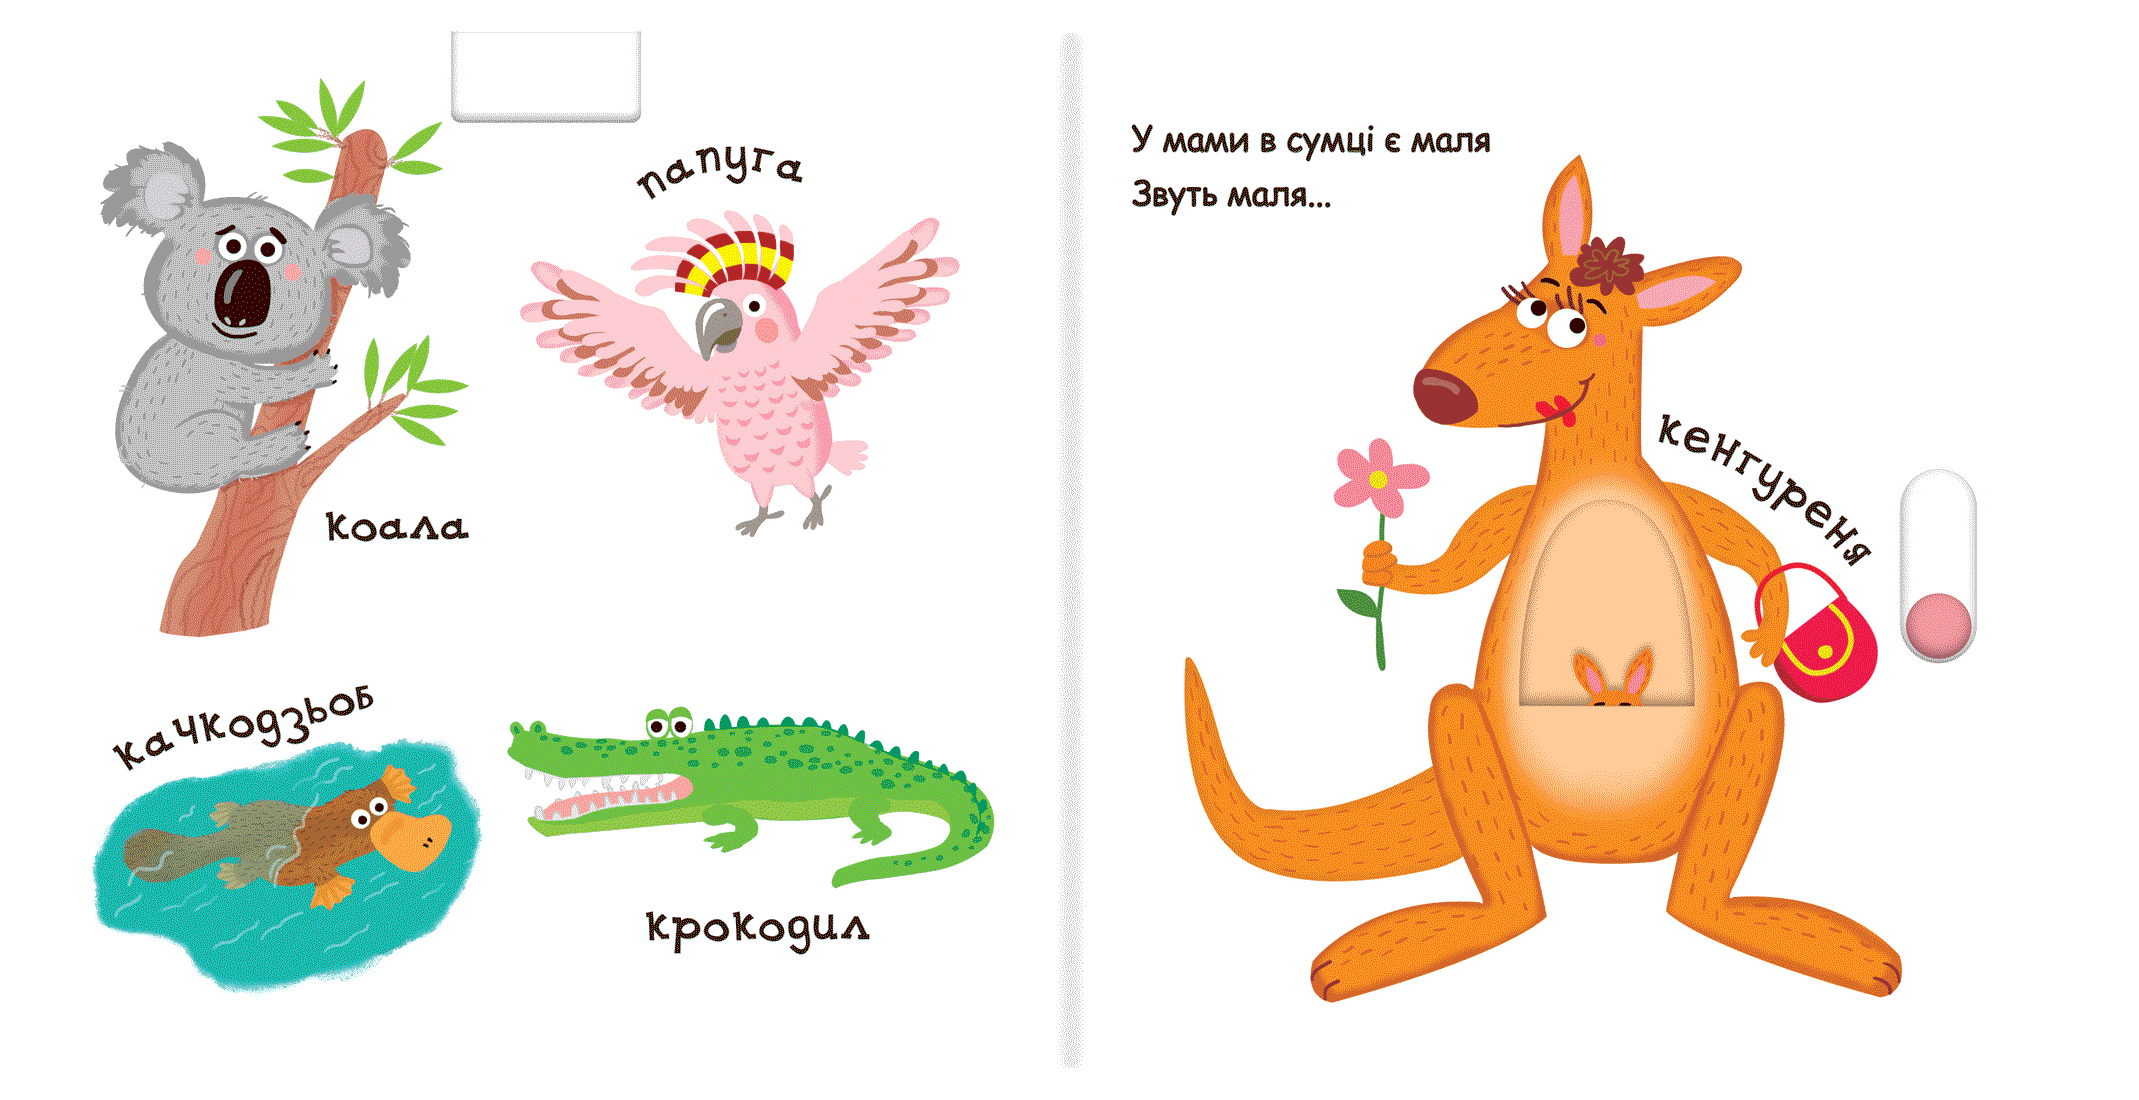 папуга
коала
качкодзьоб
крокодил
У мами в сумці є маля
Звуть маля...
кенгуреня